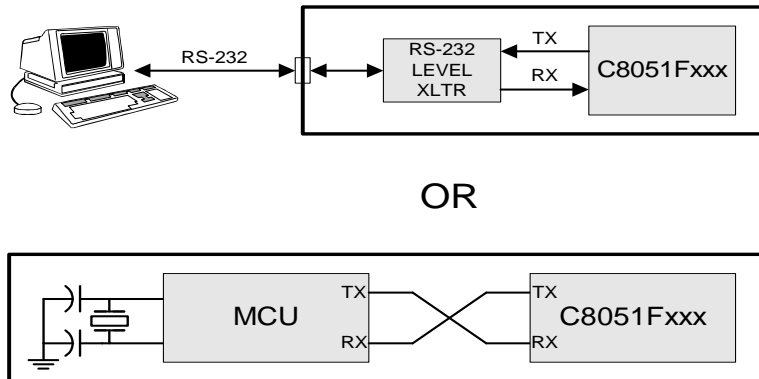 RS-232
RS-232
LEVEL
XLTR
TX
RX
C8051Fxxx
OR
MCU
TX
RX
TX
RX
C8051Fxxx